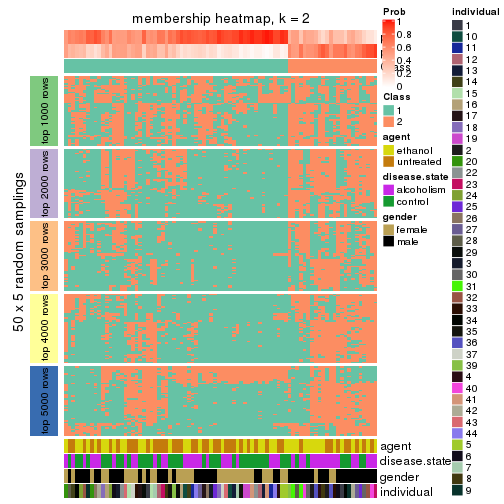 membership heatmap, k = 2
50 x 5 random samplings
top 1000 rows
top 2000 rows
top 3000 rows
top 4000 rows
top 5000 rows
agent
disease.state
gender
individual
Prob
1
0.8
0.6
0.4
0.2
0
Class
1
2
agent
ethanol
untreated
disease.state
alcoholism
control
gender
female
male
individual
1
10
11
12
13
14
15
16
17
18
19
2
20
22
23
24
25
26
27
28
29
3
30
31
32
33
34
35
36
37
39
4
40
41
42
43
44
5
6
7
8
9